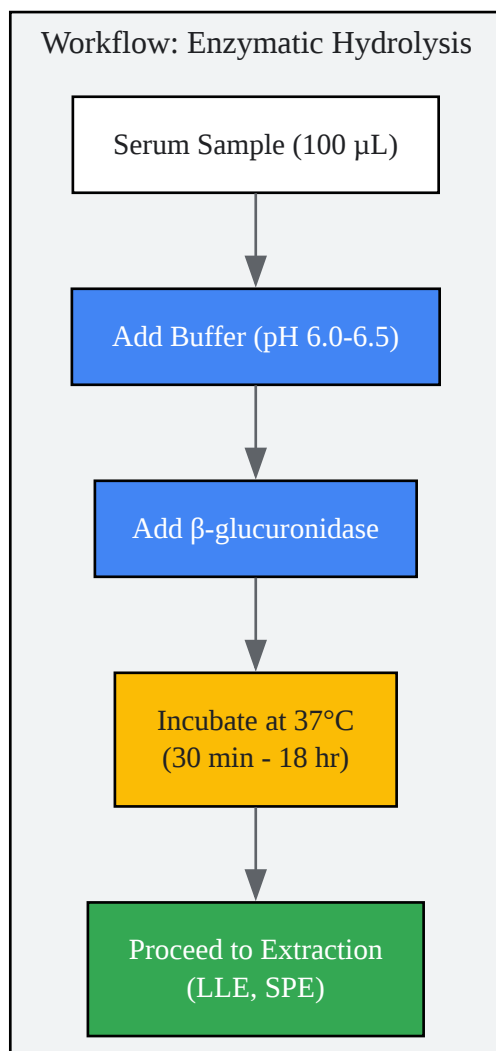 Workflow: Enzymatic Hydrolysis
Serum Sample (100 µL)
Add Buffer (pH 6.0-6.5)
Add β-glucuronidase
Incubate at 37°C
(30 min - 18 hr)
Proceed to Extraction
(LLE, SPE)